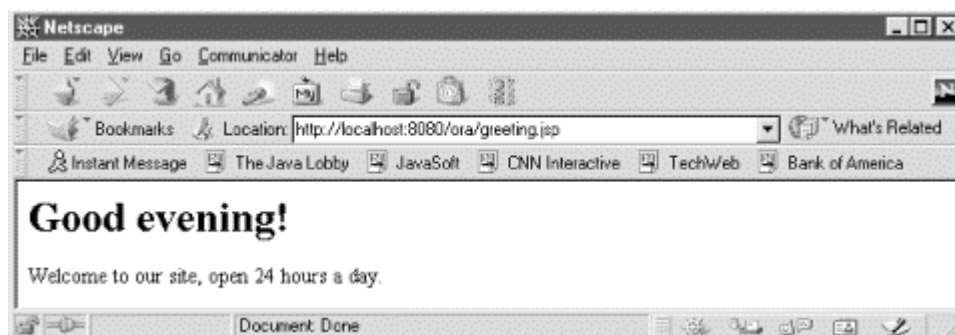 Netscape
File Edit View Go Communicator Help
My
Bookmarks Location: http://localhost:8080/ora/greeting.jsp What's Related
Instant Message The Java Lobby JavaSoft CNN Interactive TechWeb Bank of America
Good evening!
Welcome to our site, open 24 hours a day.
Document: Done